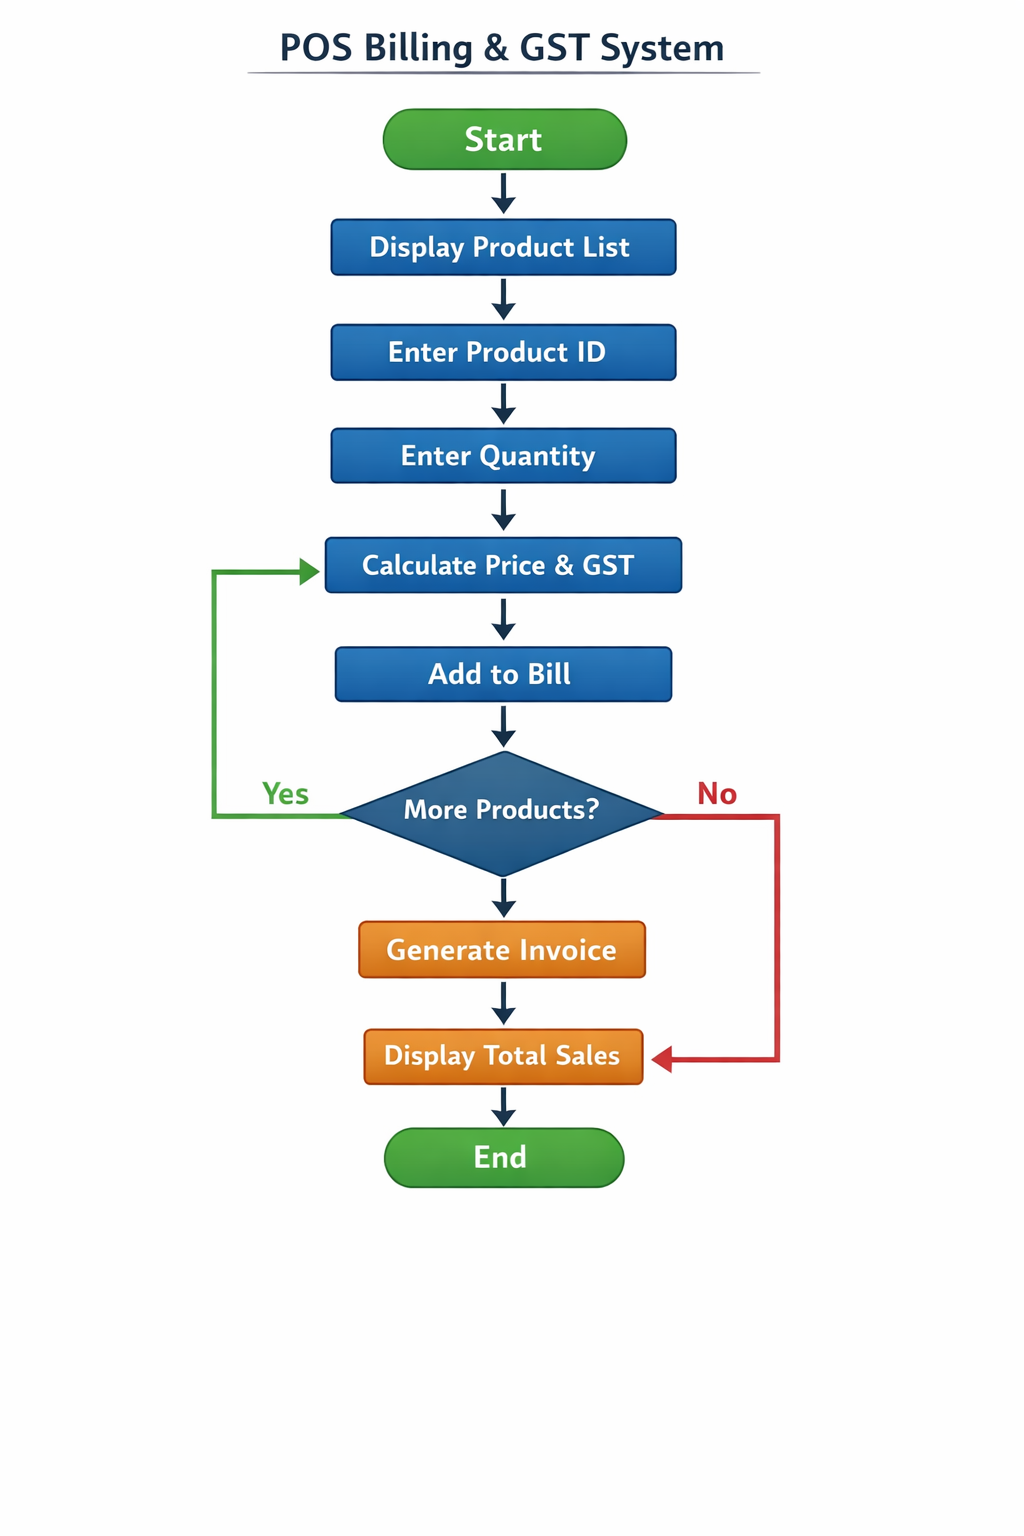 POS Billing & GST System
Start
Display Product List
Enter Product ID
Enter Quantity
Calculate Price & GST
Add to Bill
More Products?
Yes
No
Generate Invoice
Display Total Sales
End